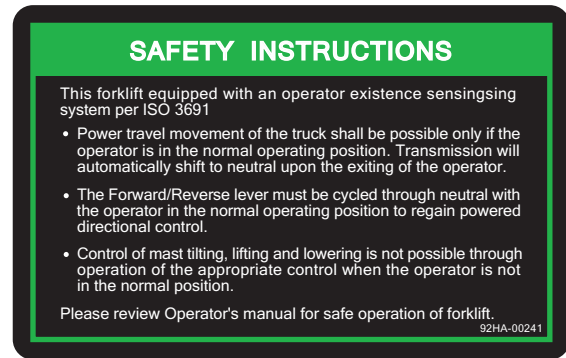 SAFETY INSTRUCTIONS
This forklift equipped with an operator existence sensingsing
system per ISO 3691
• Power travel movement of the truck shall be possible only if the
operator is in the normal operating position. Transmission will
automatically shift to neutral upon the exiting of the operator.
• The Forward/Reverse lever must be cycled through neutral with
the operator in the normal operating position to regain powered
directional control.
• Control of mast tilting, lifting and lowering is not possible through
operation of the appropriate control when the operator is not
in the normal position.
Please review Operator's manual for safe operation of forklift.
92HA-00241